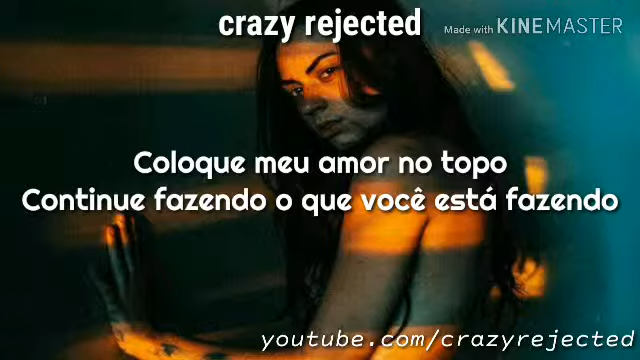 crazy rejected
Made with KINEMASTER
Coloque meu amor no topo
Continue fazendo o que você está fazendo
youtube.com/crazyrejected